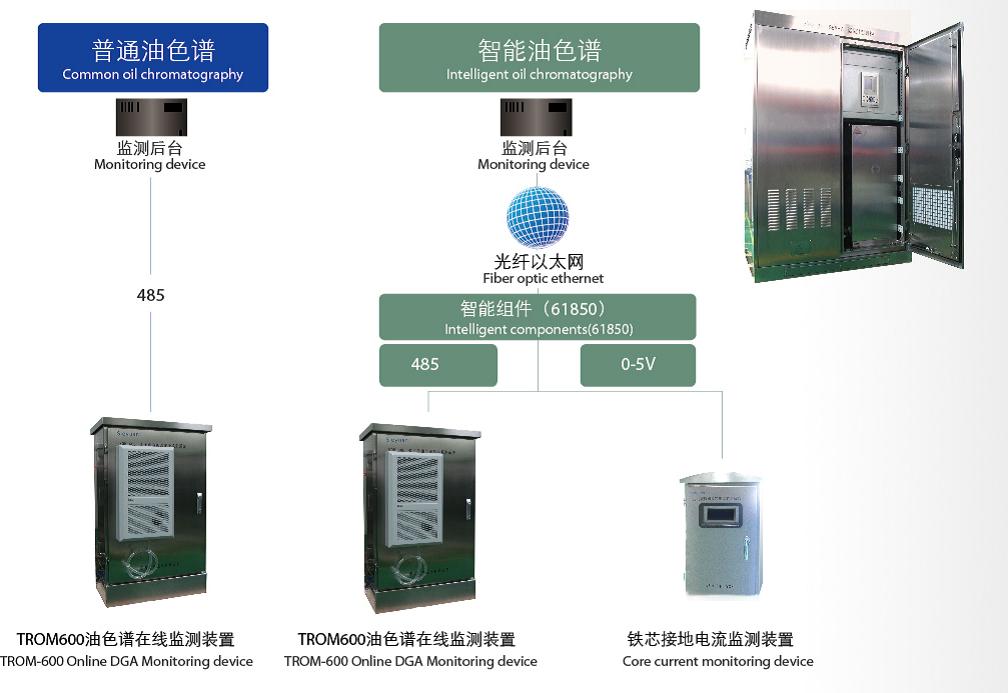 普通油色谱
Common oil chromatography
智能油色谱
Intelligent oil chromatography
监测后台
Monitoring device
监测后台
Monitoring device
光纤以太网
Fiber optic ethernet
485
智能组件（61850）
Intelligent components(61850)
485
0-5V
Sieyuan
Sieyuan
TROM600油色谱在线监测装置
TROM-600 Online DGA Monitoring device
TROM600油色谱在线监测装置
TROM-600 Online DGA Monitoring device
铁芯接地电流监测装置
Core current monitoring device